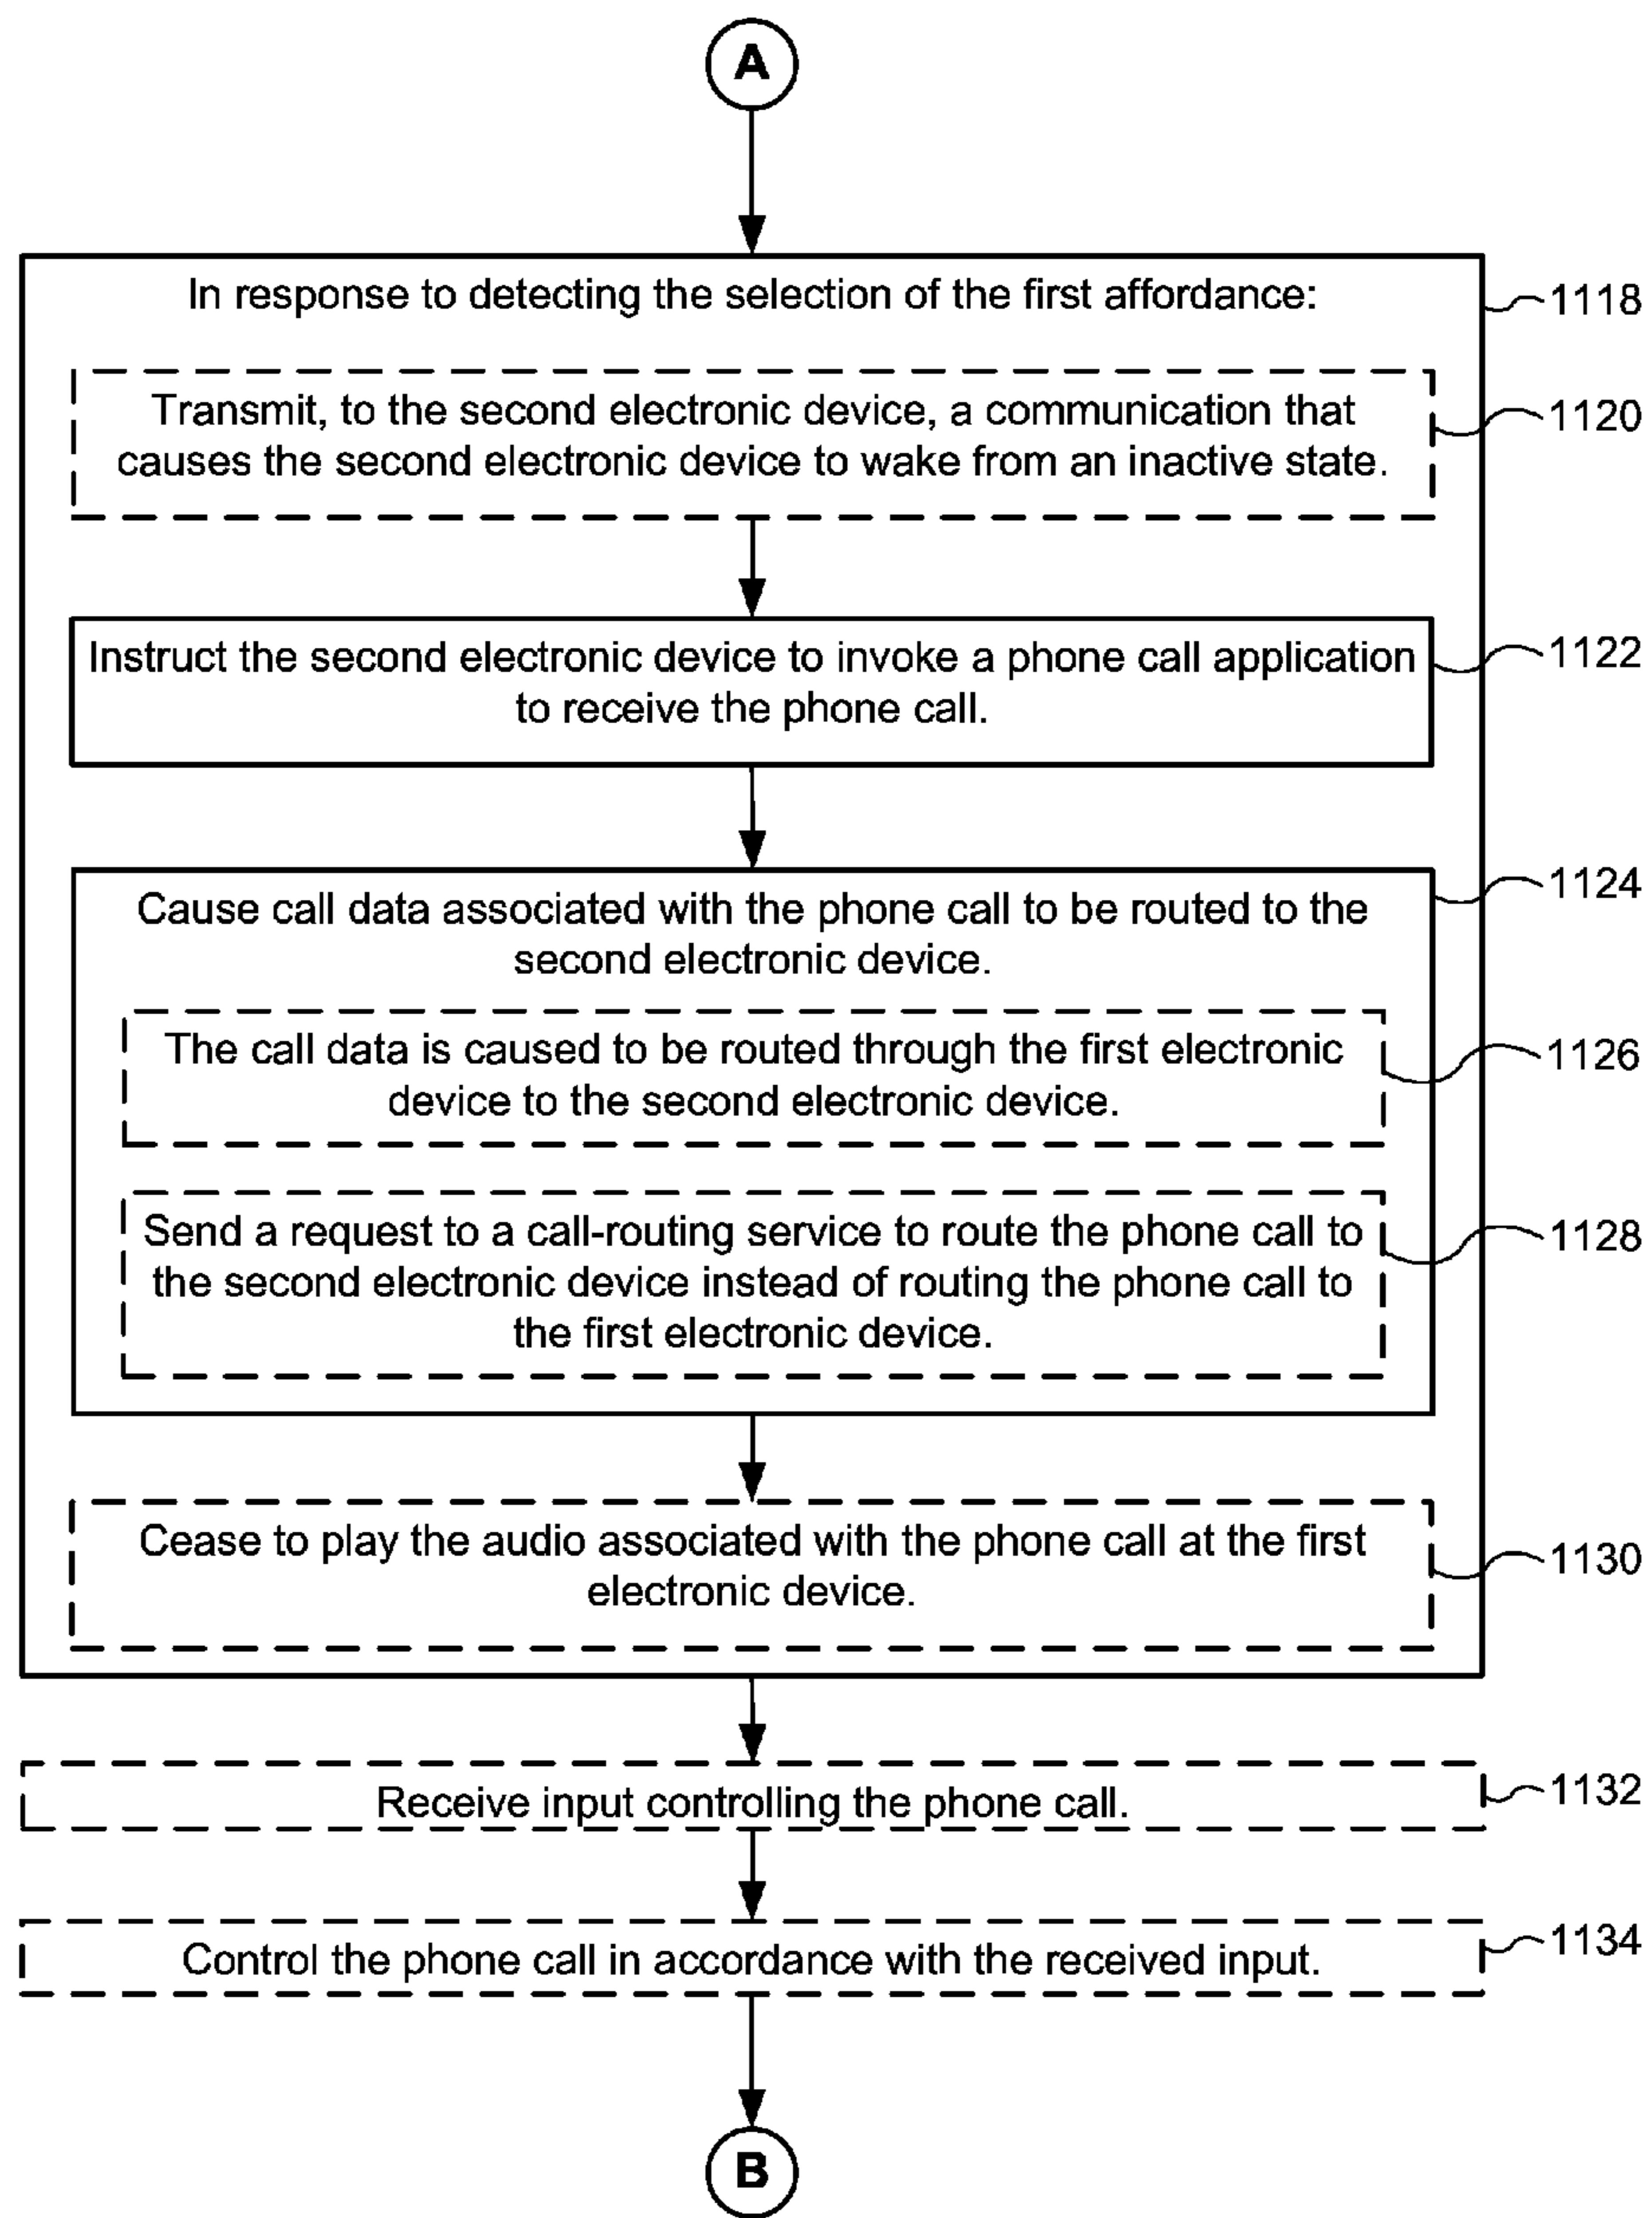 A
In response to detecting the selection of the first affordance:
1118
Transmit, to the second electronic device, a communication that
causes the second electronic device to wake from an inactive state.
1120
Instruct the second electronic device to invoke a phone call application
to receive the phone call.
1122
Cause call data associated with the phone call to be routed to the
second electronic device.
1124
The call data is caused to be routed through the first electronic
device to the second electronic device.
1126
Send a request to a call-routing service to route the phone call to
the second electronic device instead of routing the phone call to
the first electronic device.
1128
Cease to play the audio associated with the phone call at the first
electronic device.
1130
Receive input controlling the phone call.
1132
Control the phone call in accordance with the received input.
1134
B